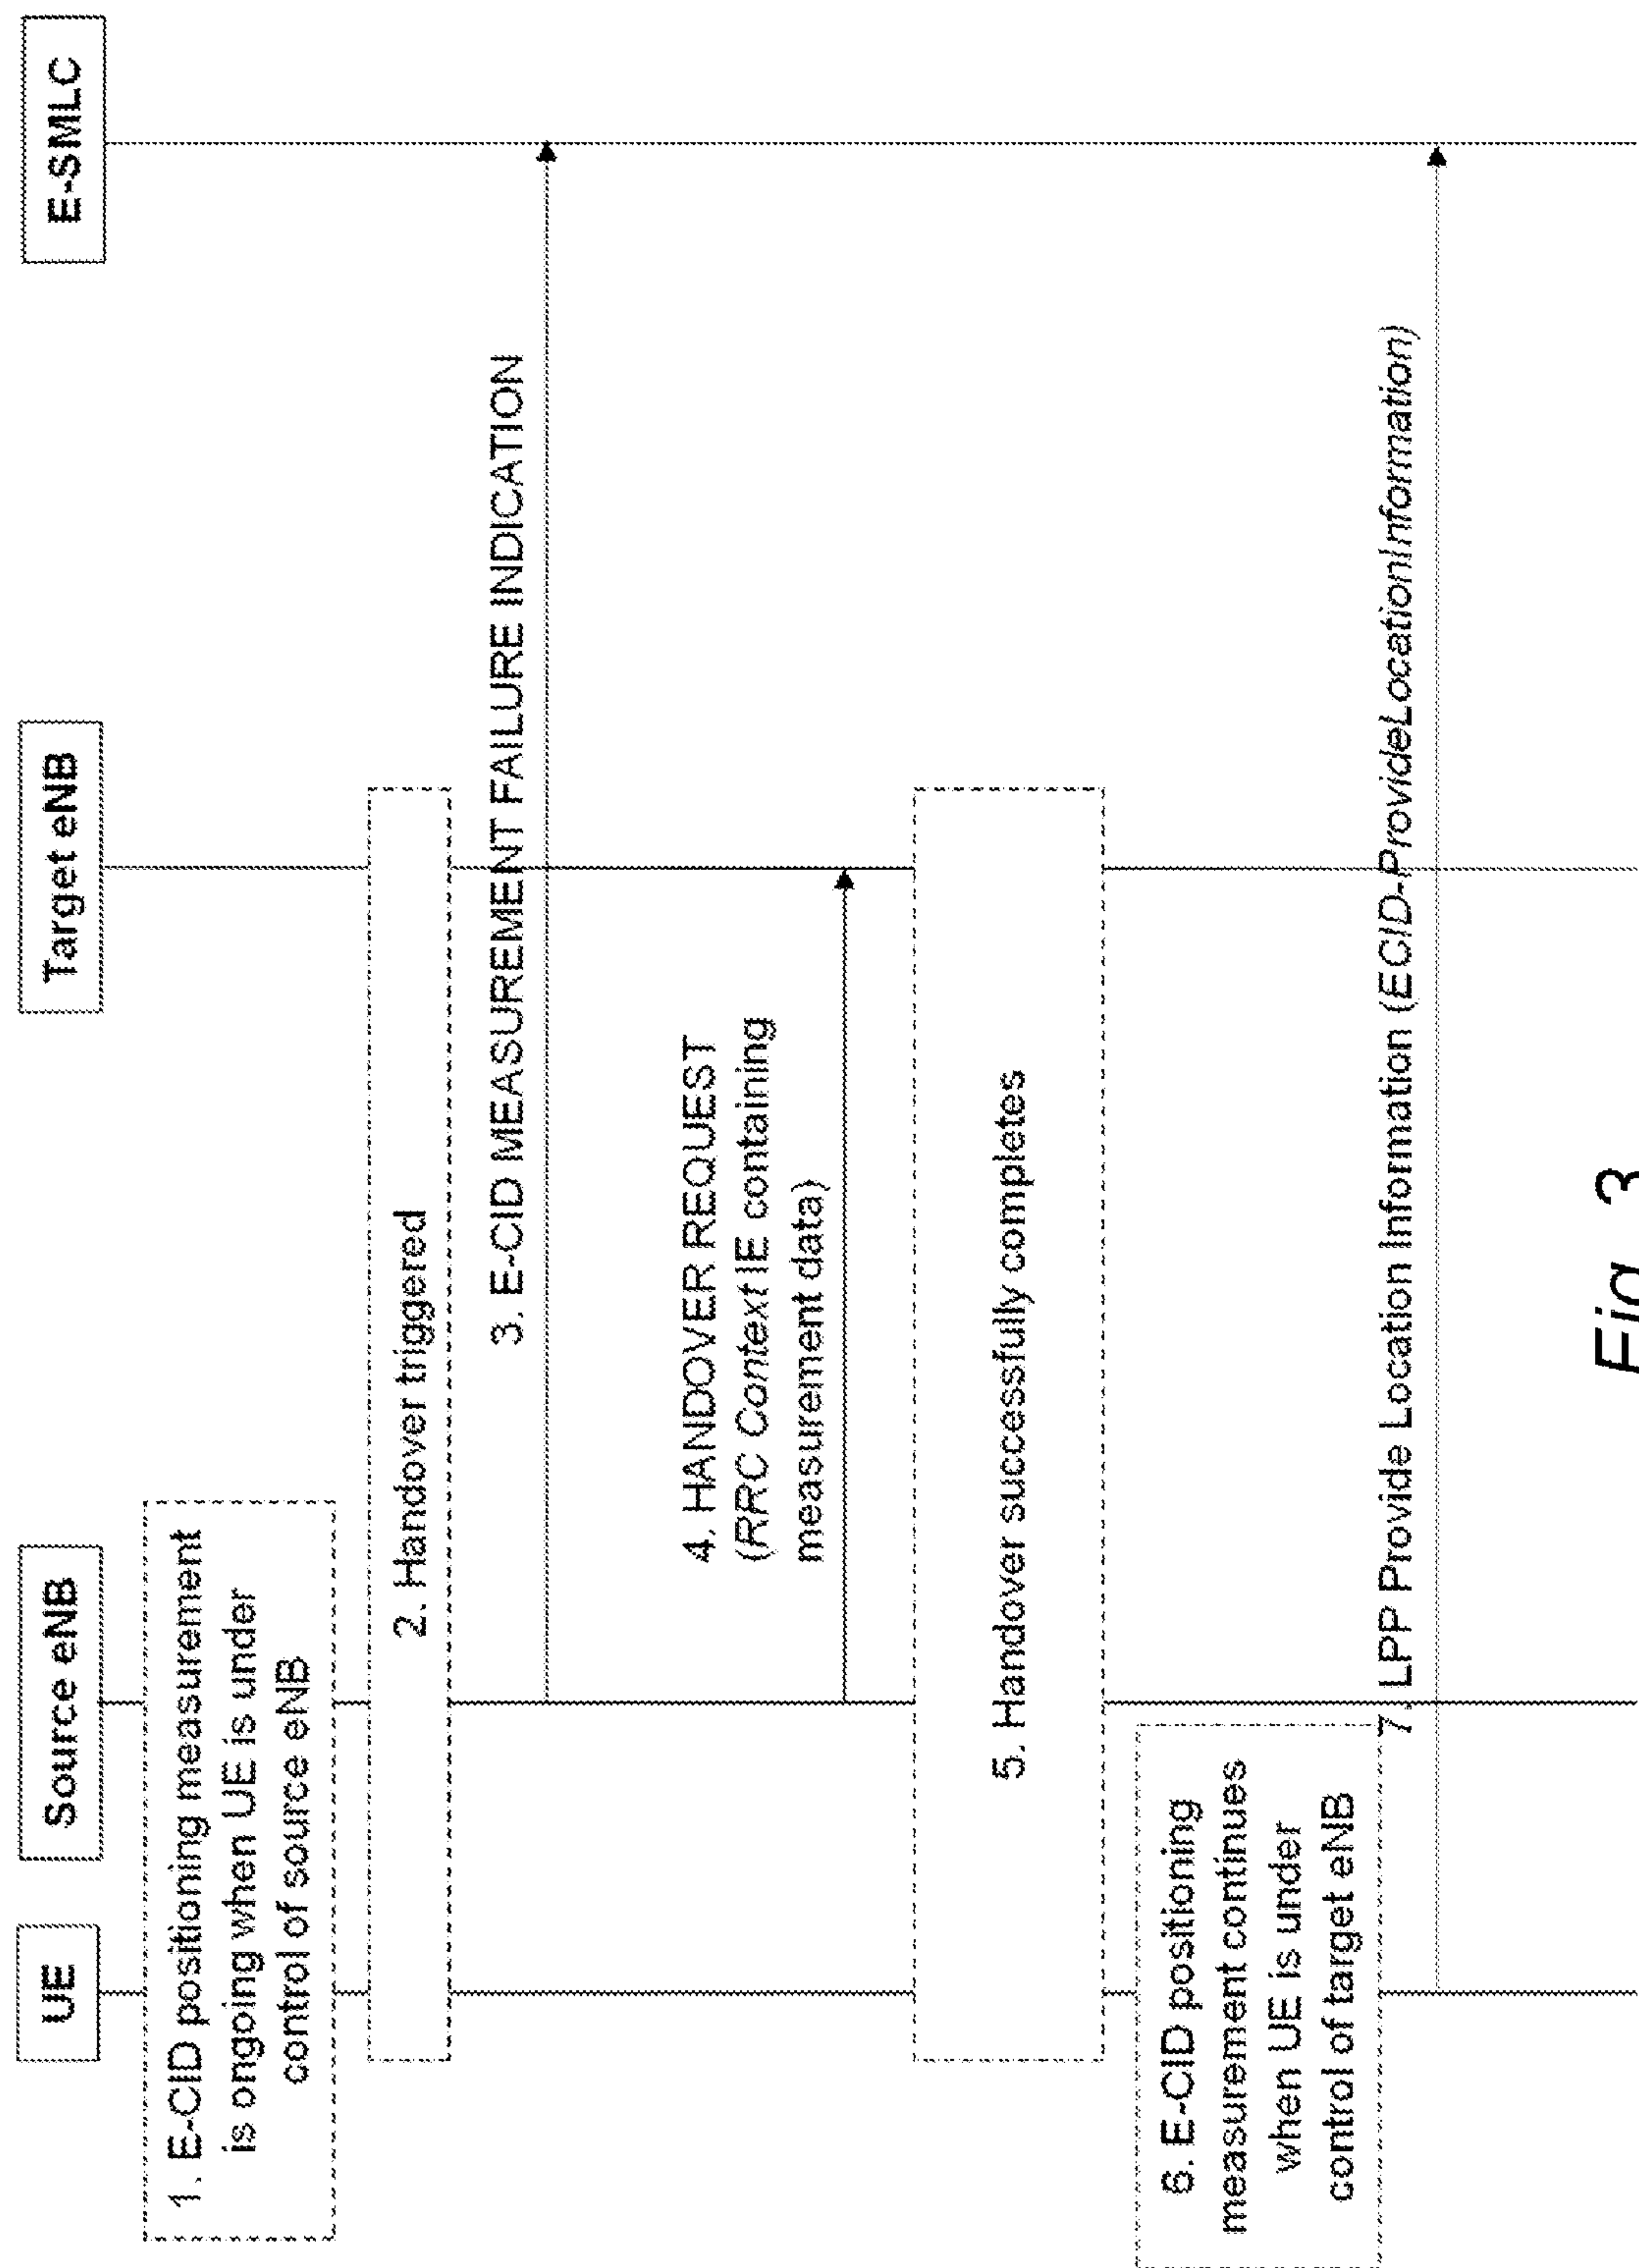 UE
Source eNB
Target eNB
E-SMLC
1. E-CID positioning measurement
is ongoing when UE is under
control of source eNB
2. Handover triggered
3. E-CID MEASUREMENT FAILURE INDICATION
4. HANDOVER REQUEST
(RRC Context IE containing
measurement data)
5. Handover successfully completes
6. E-CID positioning
measurement continues
when UE is under
control of target eNB
7. LPP Provide Location Information (ECID-ProvideLocationInformation)
Fig. 3